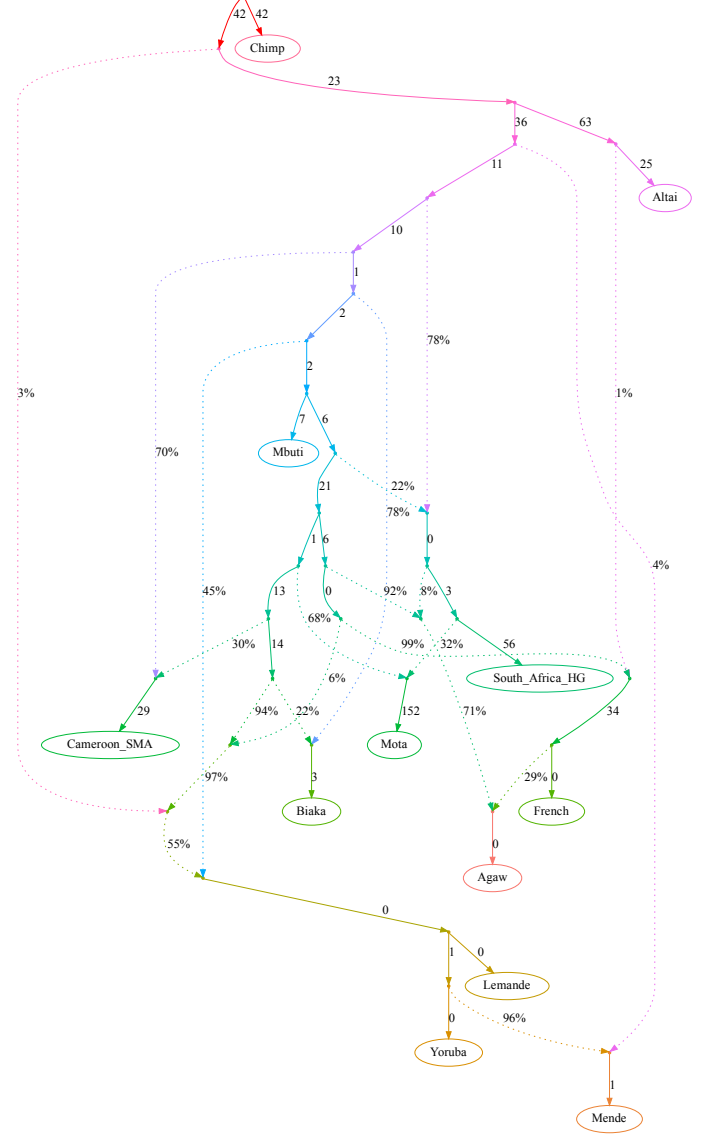 42 42
Chimp
23
36 63
11 25
Altai
10
1
2
78%
2
3% 1%
7 6
Mbuti
70%
21 22%
78%
1 6 0
4%
13 0 92% 8% 3
45%
68%
30% 14 99% 32% 56
6% South_Africa_HG
29 94% 22% 152 71% 34
Cameroon_SMA Mota
97% 3 29% 0
Biaka French
55% 0
Agaw
0
1 0
Lemande
0 96%
Yoruba
1
Mende